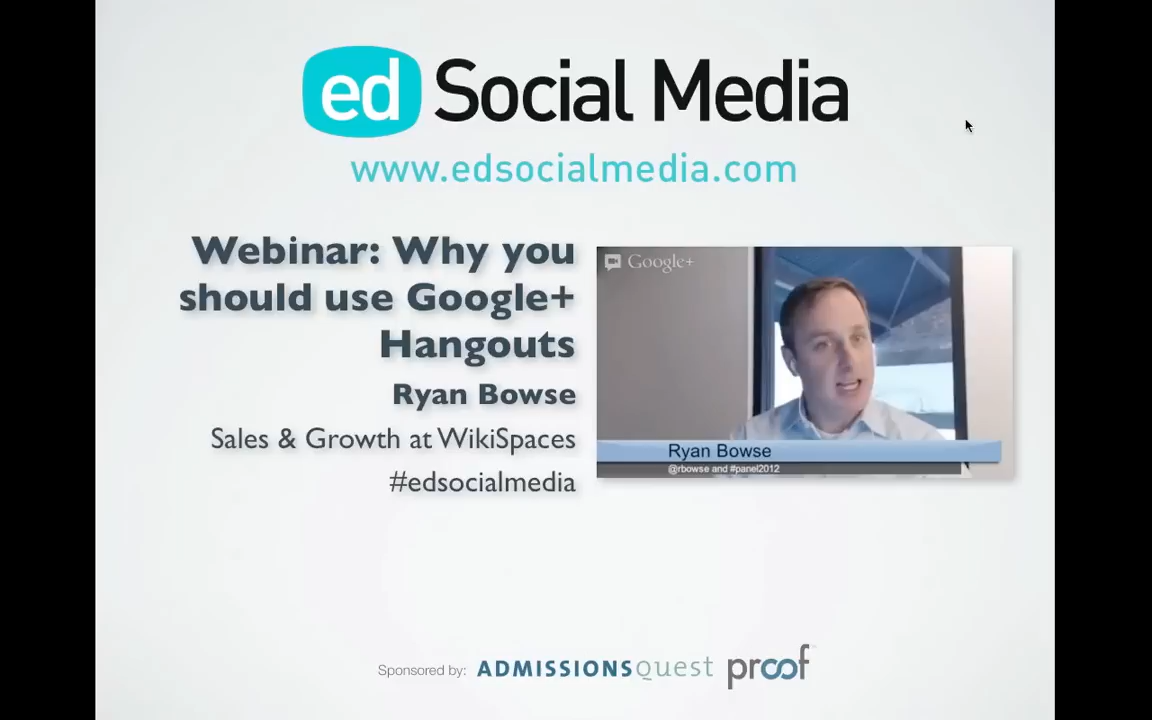 ed Social Media
www.edsocialmedia.com
Webinar: Why you
should use Google+
Hangouts
Ryan Bowse
Sales & Growth at WikiSpaces
#edsocialmedia
Google+
Ryan Bowse
@rbowse and #panel2012
Sponsored by: ADMISSIONSquest proof